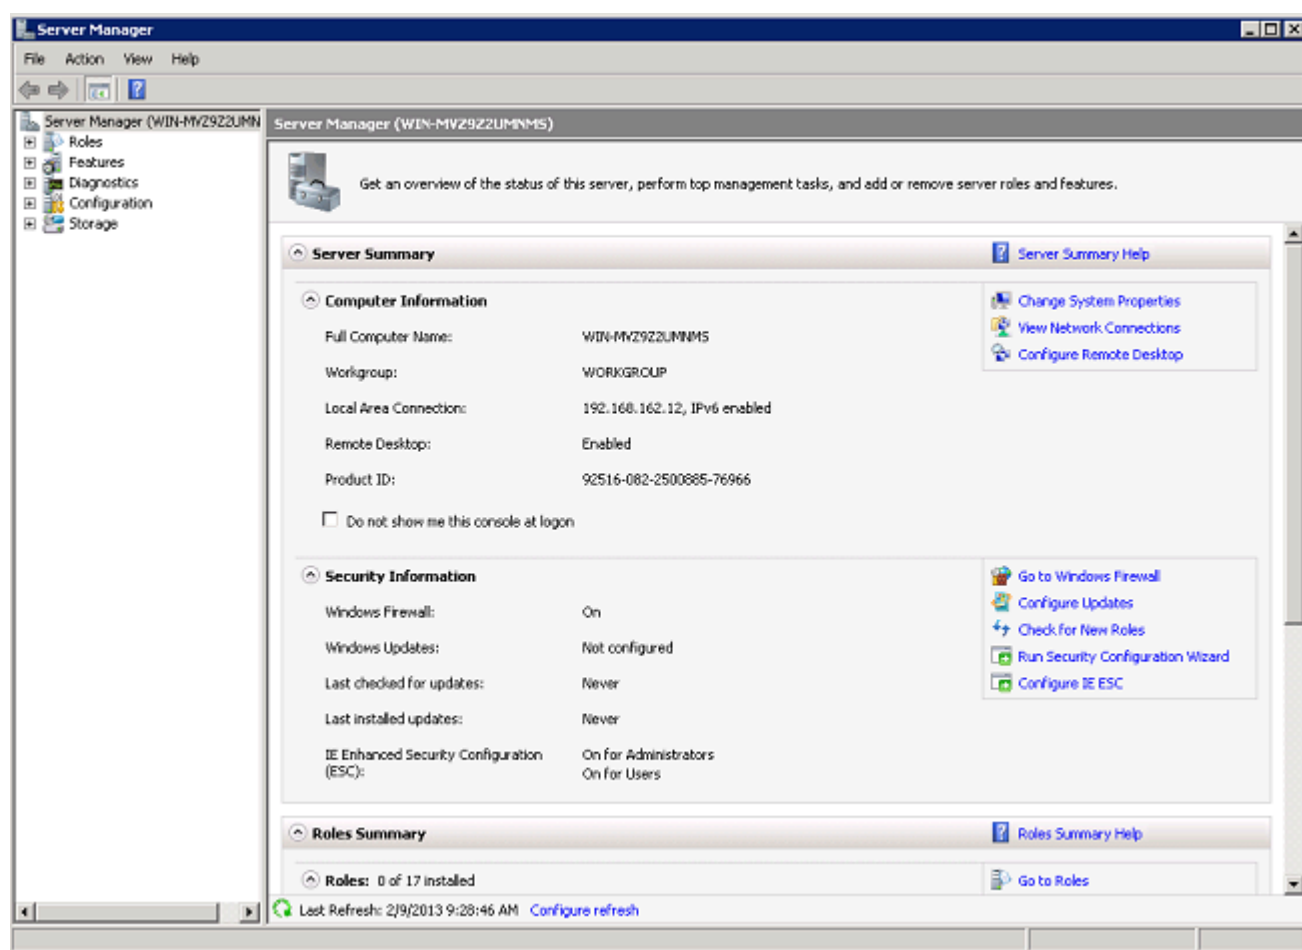 Server Manager
File Action View Help
Server Manager (WIN-MVZ9Z2UMN
Roles
Features
Diagnostics
Configuration
Storage
Server Manager (WIN-MVZ9Z2UMNMS)
Get an overview of the status of this server, perform top management tasks, and add or remove server roles and features.
Server Summary
Server Summary Help
Computer Information
Full Computer Name: WIN-MVZ9Z2UMNMS
Workgroup: WORKGROUP
Local Area Connection: 192.168.162.12, IPv6 enabled
Remote Desktop: Enabled
Product ID: 92516-082-2500885-76966
Do not show me this console at logon
Change System Properties
View Network Connections
Configure Remote Desktop
Security Information
Windows Firewall: On
Windows Updates: Not configured
Last checked for updates: Never
Last installed updates: Never
IE Enhanced Security Configuration (ESC): On for Administrators
On for Users
Go to Windows Firewall
Configure Updates
Check for New Roles
Run Security Configuration Wizard
Configure IE ESC
Roles Summary
Roles Summary Help
Roles: 0 of 17 installed
Go to Roles
Last Refresh: 2/9/2013 9:28:46 AM Configure refresh